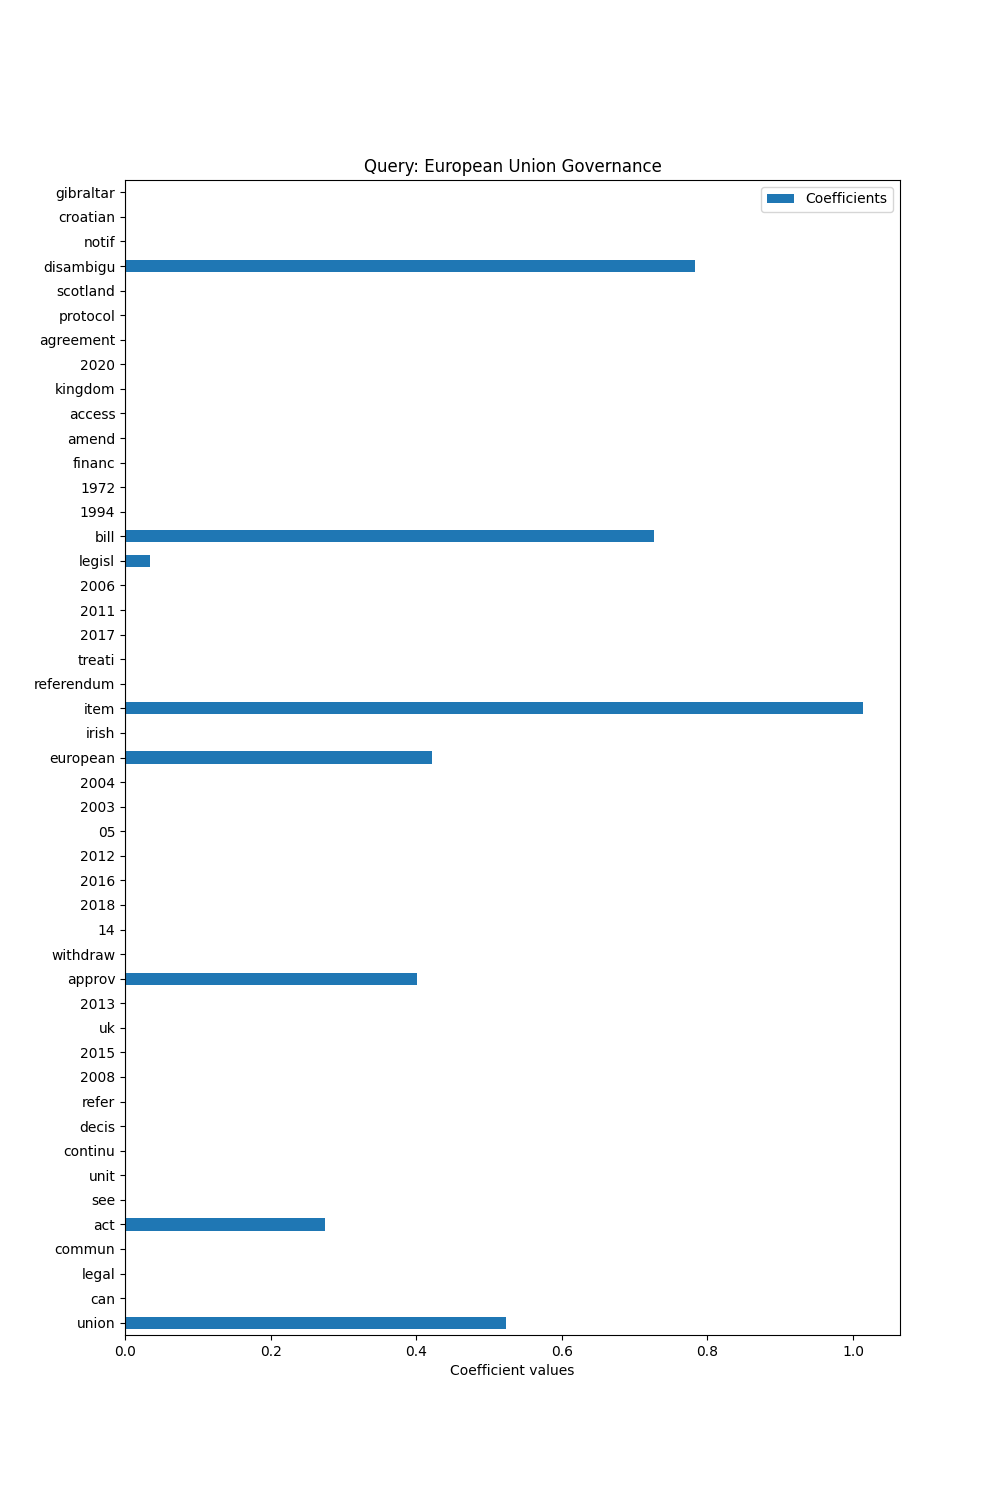 Query: European Union Governance
Coefficients
gibraltar
croatian
notif
disambigu
scotland
protocol
agreement
2020
kingdom
access
amend
financ
1972
1994
bill
legisl
2006
2011
2017
treati
referendum
item
irish
european
2004
2003
05
2012
2016
2018
14
withdraw
approv
2013
uk
2015
2008
refer
decis
continu
unit
see
act
commun
legal
can
union
0.0 0.2 0.4 0.6 0.8 1.0
Coefficient values